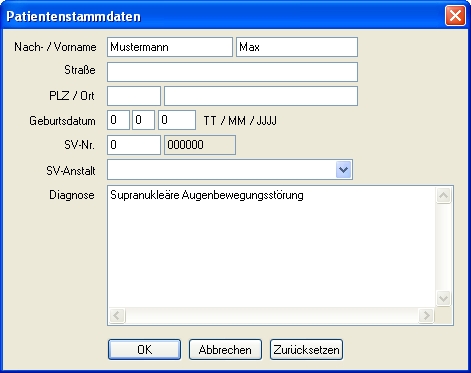 Patientenstammdaten
Nach- / Vorname Mustermann Max
Straße
PLZ / Ort
Geburtsdatum 0 0 0 TT / MM / JJJJ
SV-Nr. 0 000000
SV-Anstalt
Diagnose Supranukleäre Augenbewegungsstörung
OK Abbrechen Zurücksetzen